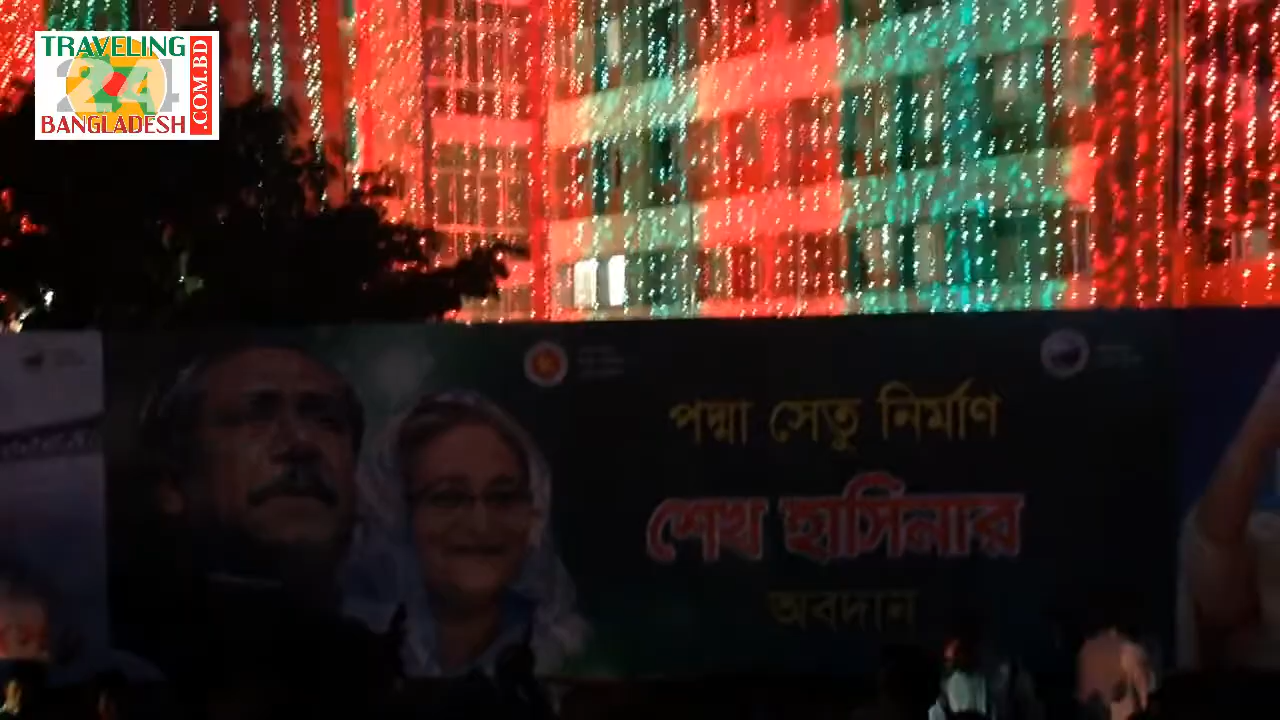 TRAVELING
24
BANGLADESH
.COM.BD
পদ্মা সেতু নির্মাণ
শেখ হাসিনার
অবদান